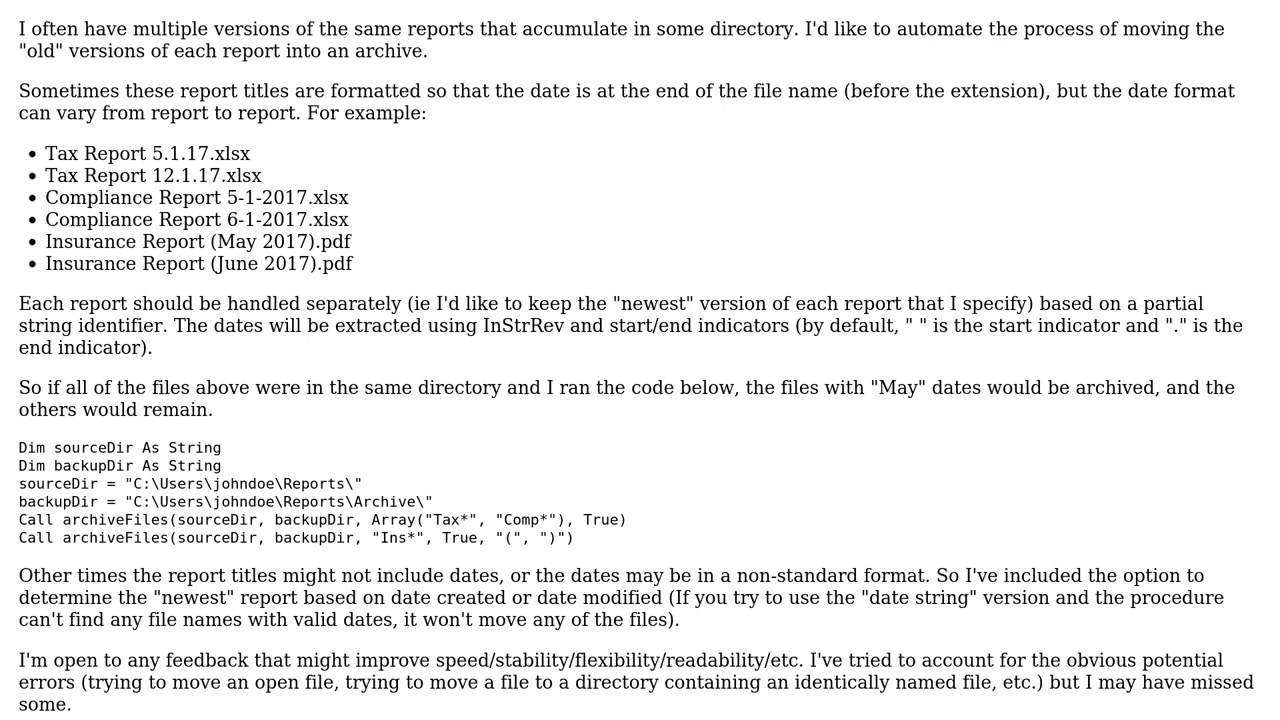 I often have multiple versions of the same reports that accumulate in some directory. I'd like to automate the process of moving the
"old" versions of each report into an archive.
Sometimes these report titles are formatted so that the date is at the end of the file name (before the extension), but the date format
can vary from report to report. For example:
• Tax Report 5.1.17.xlsx
• Tax Report 12.1.17.xlsx
• Compliance Report 5-1-2017.xlsx
• Compliance Report 6-1-2017.xlsx
• Insurance Report (May 2017).pdf
• Insurance Report (June 2017).pdf
Each report should be handled separately (ie I'd like to keep the "newest" version of each report that I specify) based on a partial
string identifier. The dates will be extracted using InStrRev and start/end indicators (by default, " " is the start indicator and "." is the
end indicator).
So if all of the files above were in the same directory and I ran the code below, the files with "May" dates would be archived, and the
others would remain.
Dim sourceDir As String
Dim backupDir As String
sourceDir = "C:\Users\johndoe\Reports\"
backupDir = "C:\Users\johndoe\Reports\Archive\"
Call archiveFiles(sourceDir, backupDir, Array("Tax*", "Comp*"), True)
Call archiveFiles(sourceDir, backupDir, "Ins*", True, "(", ")")
Other times the report titles might not include dates, or the dates may be in a non-standard format. So I've included the option to
determine the "newest" report based on date created or date modified (If you try to use the "date string" version and the procedure
can't find any file names with valid dates, it won't move any of the files).
I'm open to any feedback that might improve speed/stability/flexibility/readability/etc. I've tried to account for the obvious potential
errors (trying to move an open file, trying to move a file to a directory containing an identically named file, etc.) but I may have missed
some.